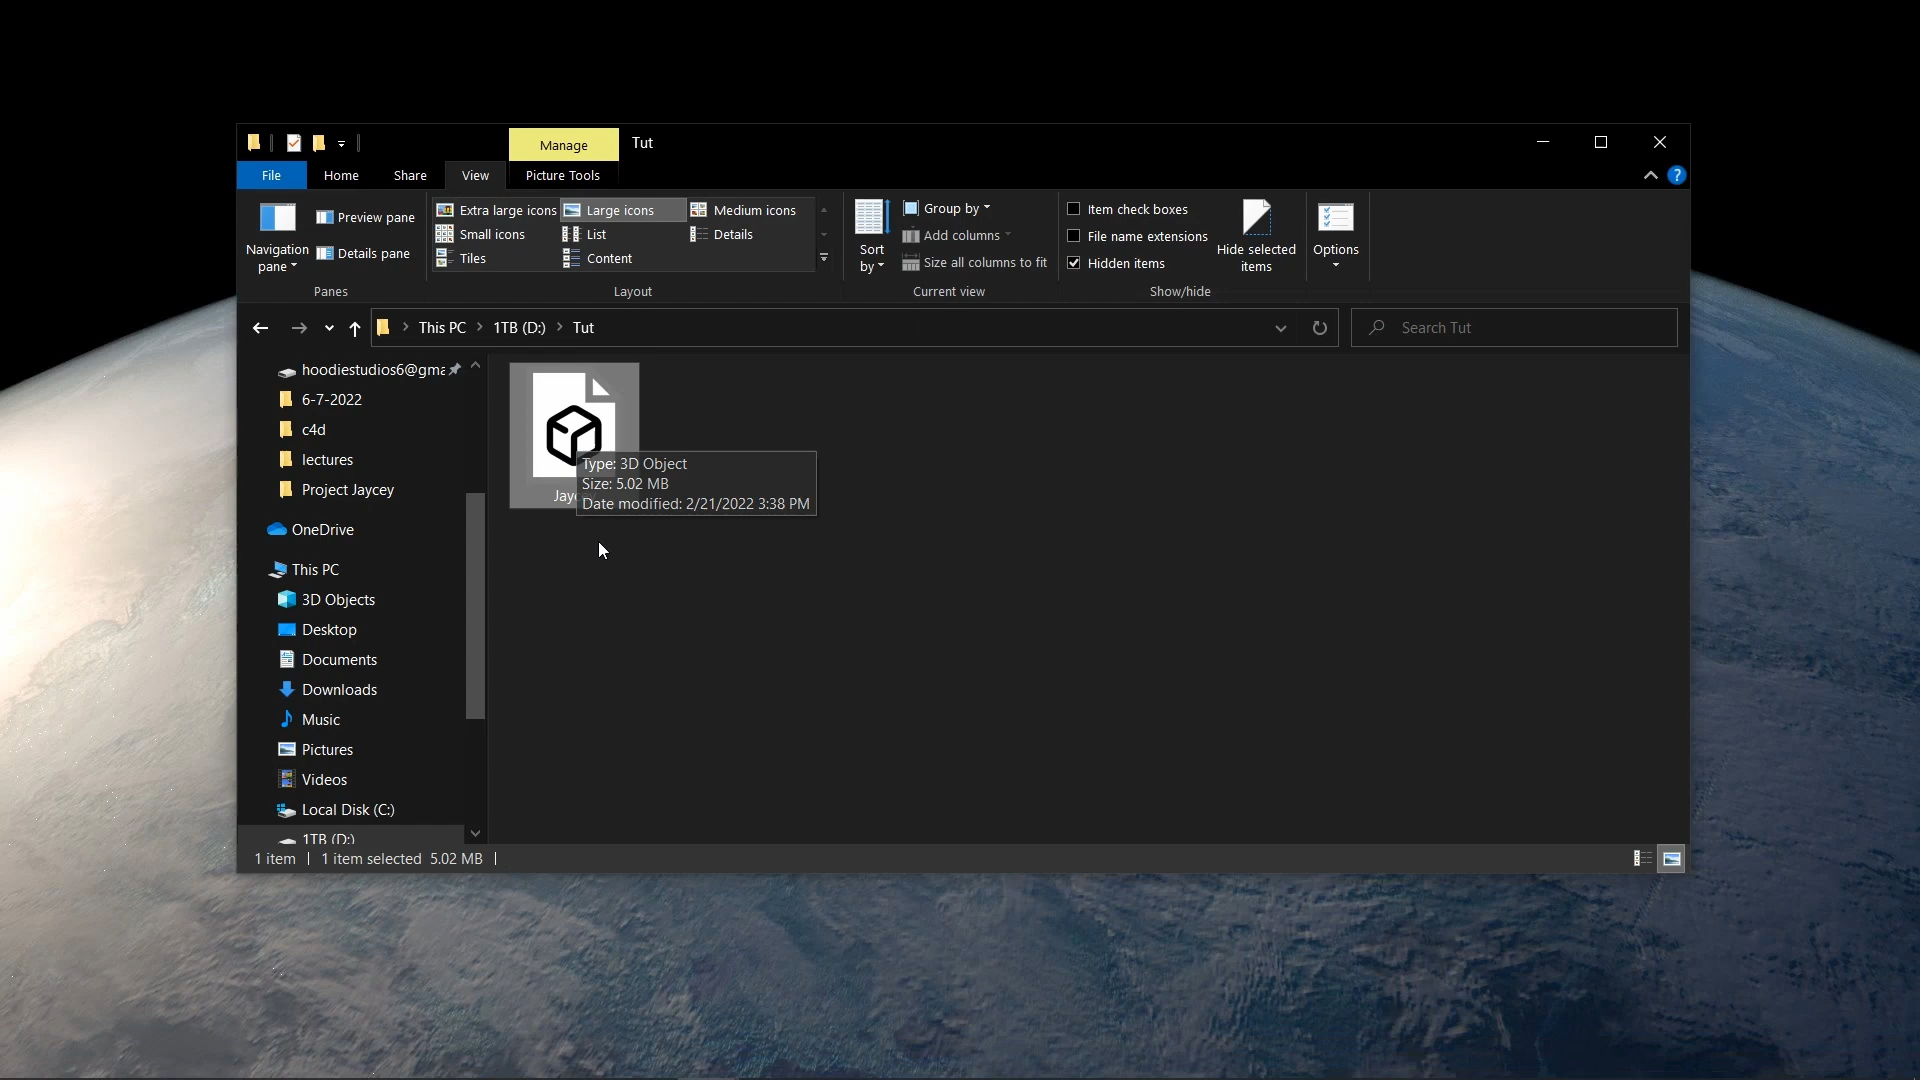 Manage Tut
File Home Share View Picture Tools
Navigation pane
Preview pane
Details pane
Panes
Extra large icons Large icons Medium icons
Small icons List Details
Tiles Content
Layout
Sort by
Group by
Add columns
Size all columns to fit
Current view
Item check boxes
File name extensions
Hidden items
Hide selected items
Show/hide
Options
This PC > 1TB (D:) > Tut
Search Tut
hoodiestudios6@gma
6-7-2022
c4d
lectures
Project Jaycey
OneDrive
This PC
3D Objects
Desktop
Documents
Downloads
Music
Pictures
Videos
Local Disk (C:)
1TB (D:)
Type: 3D Object
Size: 5.02 MB
Date modified: 2/21/2022 3:38 PM
1 item | 1 item selected 5.02 MB |